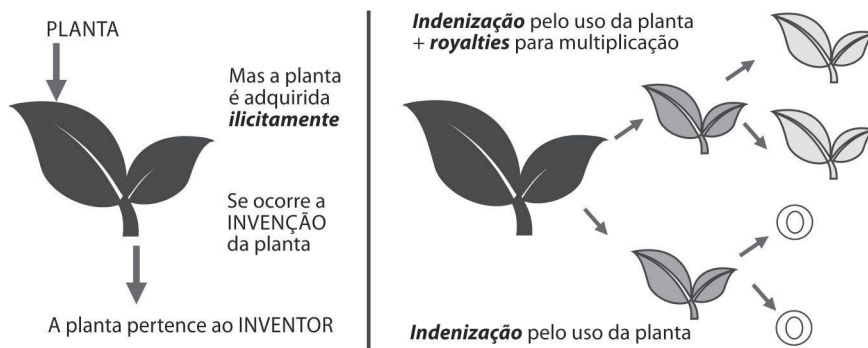 PLANTA
Mas a planta
é adquirida
ilicitamente
Se ocorre a
INVENÇÃO
da planta
A planta pertence ao INVENTOR
Indenização pelo uso da planta
+ royalties para multiplicação
Indenização pelo uso da planta